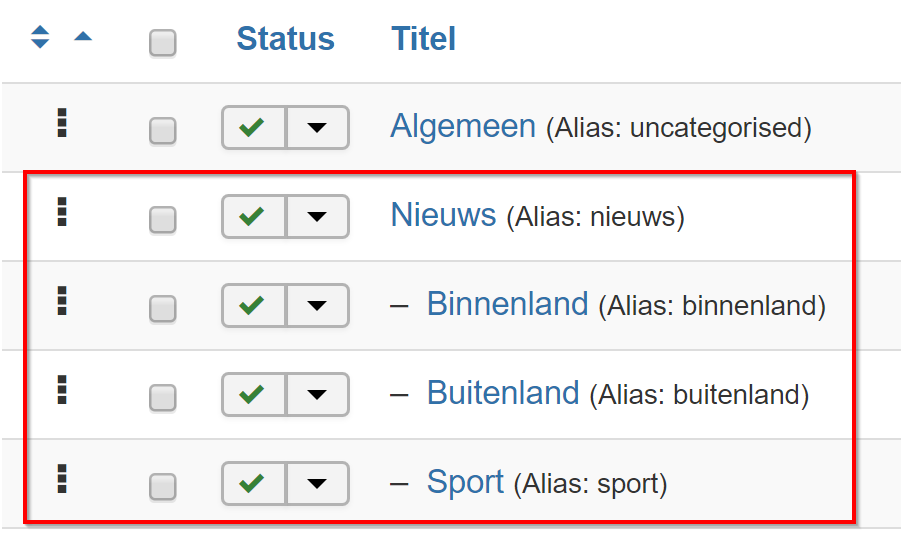 Status Titel
Algemeen (Alias: uncategorised)
Nieuws (Alias: nieuws)
– Binnenland (Alias: binnenland)
– Buitenland (Alias: buitenland)
– Sport (Alias: sport)